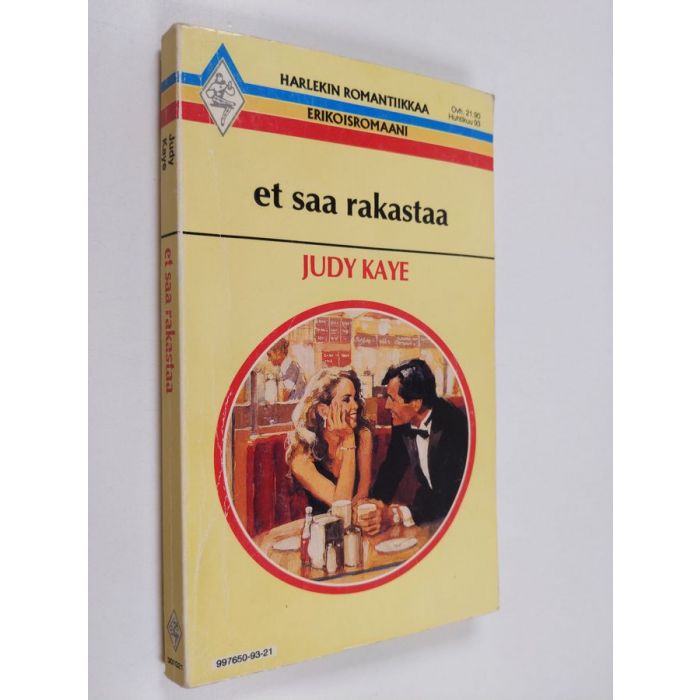 HARLEKIN ROMANTIIKKAA
ERIKOISROMAANI
Ovh. 21.90
Huhtikuu 93
et saa rakastaa
JUDY KAYE
997650-93-21
Judy
Kaye
et saa rakastaa